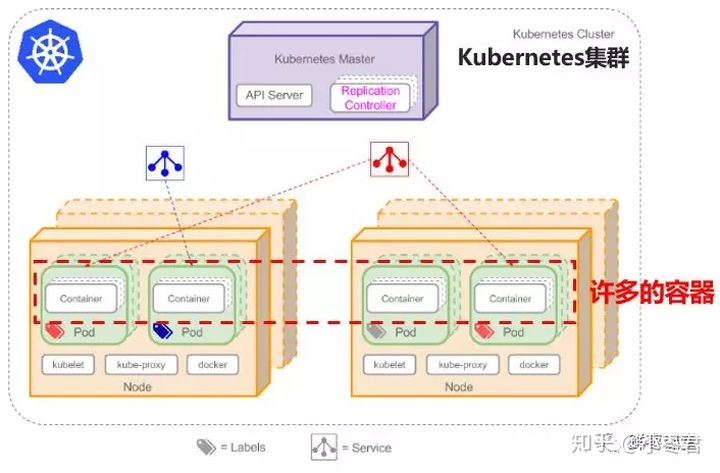 Kubernetes Cluster
Kubernetes集群
Kubernetes Master
API Server
Replication
Controller
许多的容器
Container
Container
Container
Container
Pod
Pod
Pod
Pod
kubelet
kube-proxy
docker
kubelet
kube-proxy
docker
Node
Node
= Labels
= Service
知乎